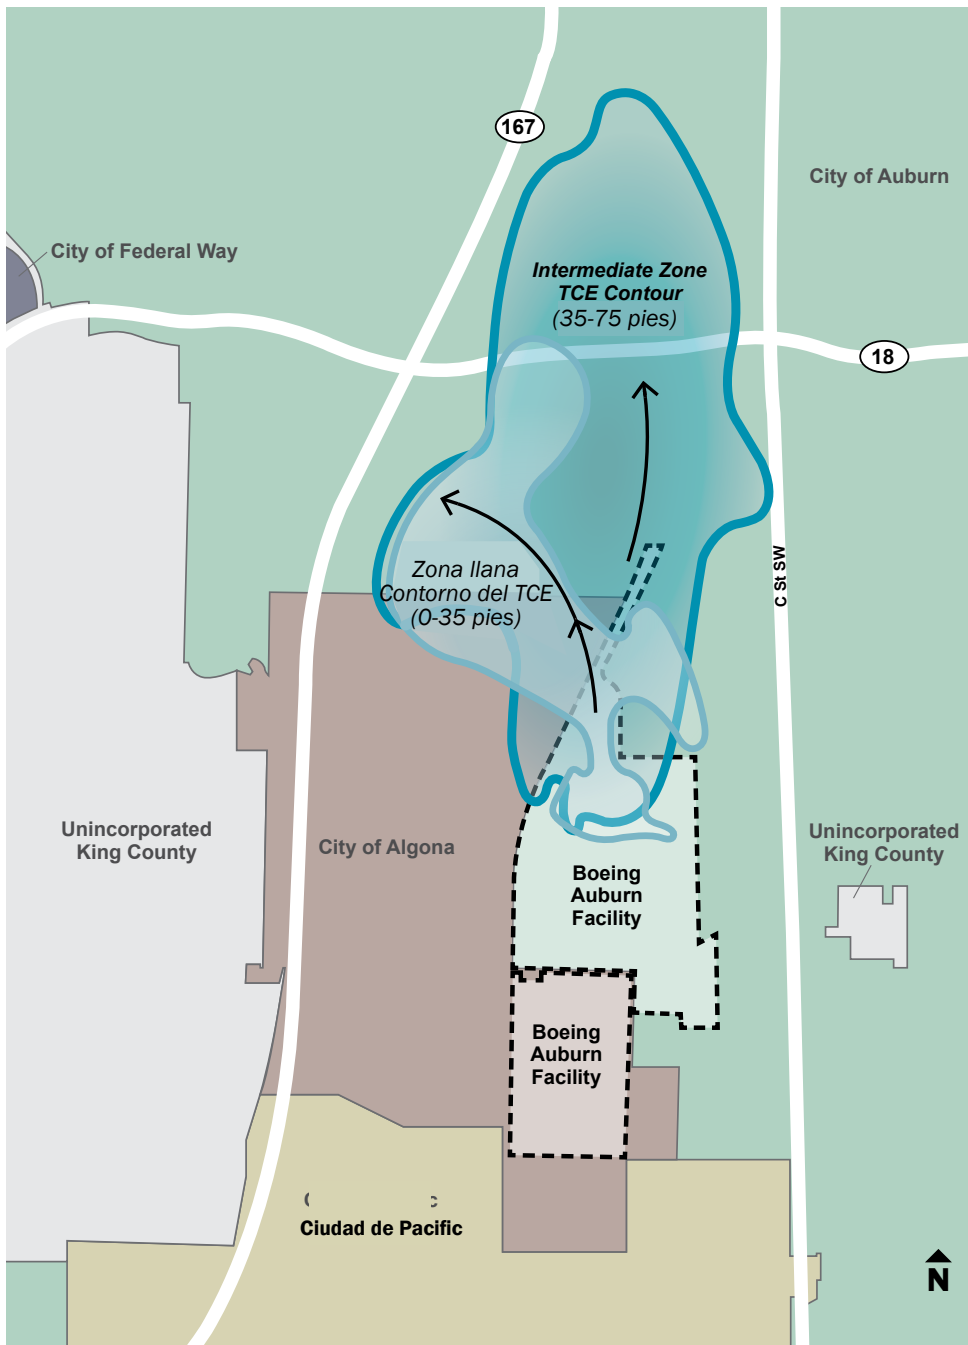 167
City of Auburn
City of Federal Way
Intermediate Zone
TCE Contour
(35-75 pies)
18
C St SW
Zona llana
Contorno del TCE
(0-35 pies)
Unincorporated
King County
City of Algona
Unincorporated
King County
Boeing
Auburn
Facility
Boeing
Auburn
Facility
Ciudad de Pacific
N